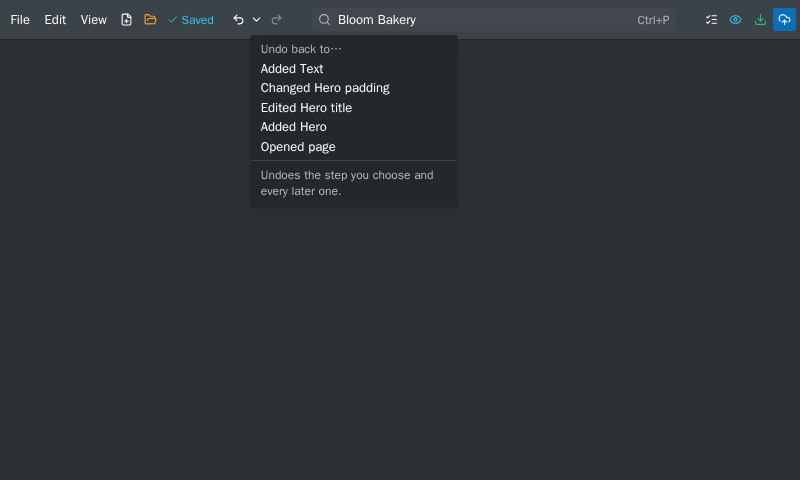 File Edit View Saved Bloom Bakery Ctrl+P
Undo back to…
Added Text
Changed Hero padding
Edited Hero title
Added Hero
Opened page
Undoes the step you choose and
every later one.